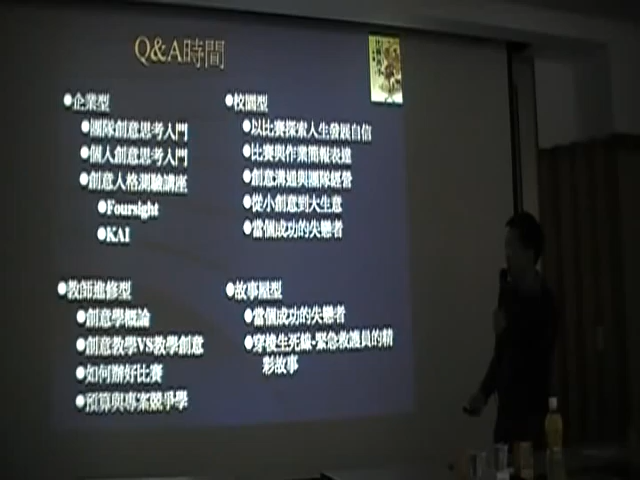 Q&A時間
●企業型
●團隊創意思考入門
●個人創意思考入門
●創意人格測驗講座
●Foursight
●KAI
●校園型
●以比賽探索人生發展自信
●比賽與作業簡報表達
●創意溝通與團隊經營
●從小創意到大生意
●當個成功的失戀者
●教師進修型
●創意學概論
●創意教學VS教學創意
●如何辦好比賽
●預算與專案競爭學
●故事屋型
●當個成功的失戀者
●穿梭生死線-緊急救護員的精
彩故事